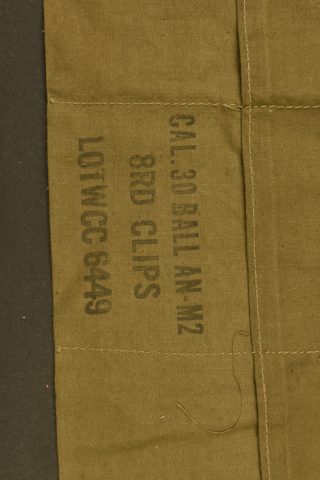 CAL. 30 BALL AN-M2
8RD CLIPS
LOTWCC 6449